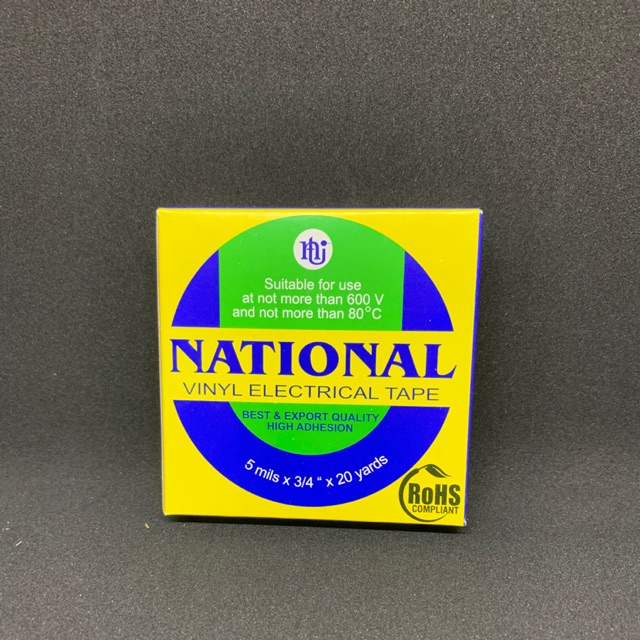 Suitable for use
at not more than 600 V
and not more than 80°C
NATIONAL
VINYL ELECTRICAL TAPE
BEST & EXPORT QUALITY
HIGH ADHESION
5 mils x 3/4 " x 20 yards
RoHS
COMPLIANT